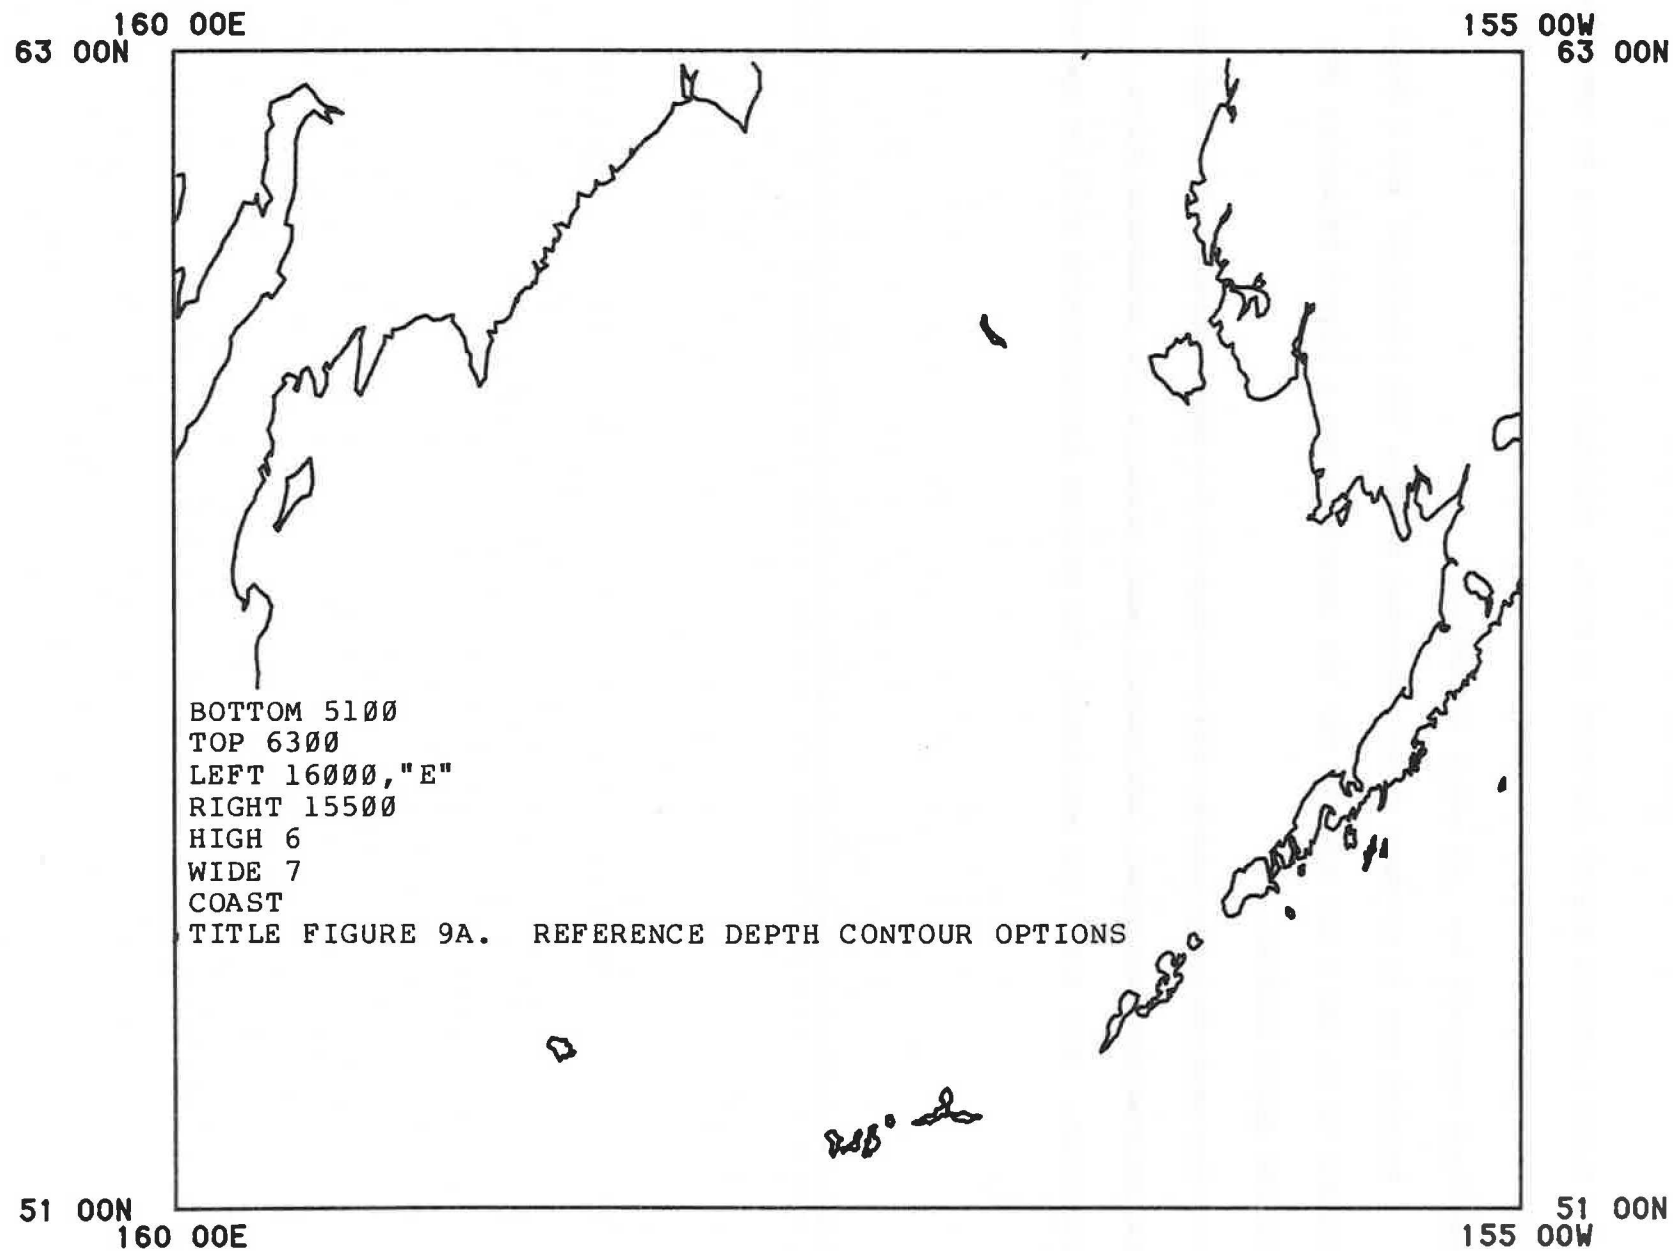 160 00E
155 00W
63 00N
63 00N
BOTTOM 5100
TOP 6300
LEFT 16000,"E"
RIGHT 15500
HIGH 6
WIDE 7
COAST
TITLE FIGURE 9A.  REFERENCE DEPTH CONTOUR OPTIONS
51 00N
51 00N
160 00E
155 00W